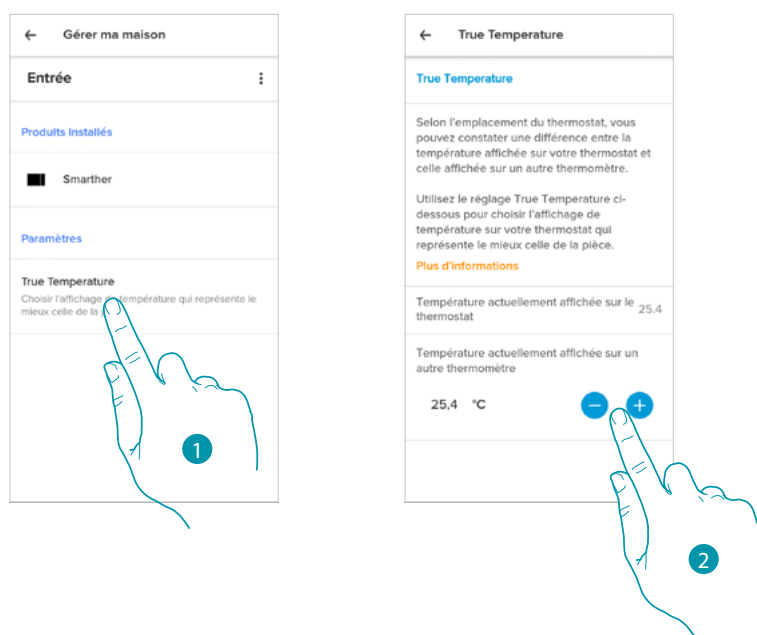 Gérer ma maison
Entrée
Produits installés
Smarther
Paramètres
True Temperature
Choisir l'affichage de température qui représente le
mieux celle de la
1
True Temperature
True Temperature
Selon l'emplacement du thermostat, vous
pouvez constater une différence entre la
température affichée sur votre thermostat et
celle affichée sur un autre thermomètre.
Utilisez le réglage True Temperature ci-
dessous pour choisir l'affichage de
température sur votre thermostat qui
représente le mieux celle de la pièce.
Plus d'informations
Température actuellement affichée sur le
thermostat
25.4
Température actuellement affichée sur un
autre thermomètre
25,4 °C
2